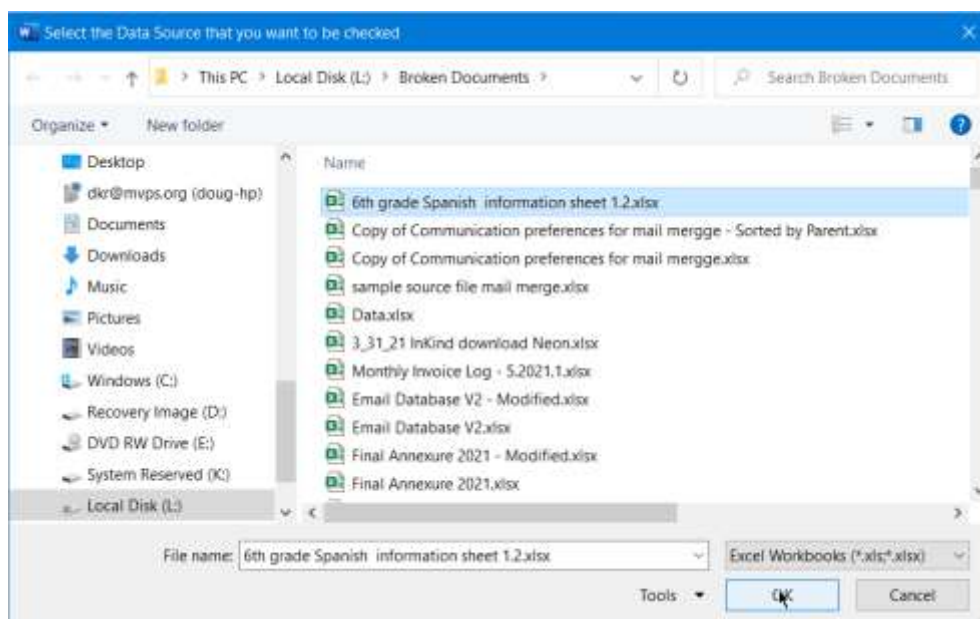 Select the Data Source that you want to be checked
This PC > Local Disk (L:) > Broken Documents >
Search Broken Documents
Organize
New folder
Name
Desktop
dkr@mvps.org (doug-hp)
Documents
Downloads
Music
Pictures
Videos
Windows (C:)
Recovery Image (D:)
DVD RW Drive (E:)
System Reserved (K:)
Local Disk (L:)
6th grade Spanish information sheet 1.2.xlsx
Copy of Communication preferences for mail mergge - Sorted by Parent.xlsx
Copy of Communication preferences for mail mergge.xlsx
sample source file mail merge.xlsx
Data.xlsx
3_31_21 InKind download Neon.xlsx
Monthly Invoice Log - 5.2021.1.xlsx
Email Database V2 - Modified.xlsx
Email Database V2.xlsx
Final Annexure 2021 - Modified.xlsx
Final Annexure 2021.xlsx
File name: 6th grade Spanish information sheet 1.2.xlsx
Excel Workbooks (*.xls;*.xlsx)
Tools
OK
Cancel